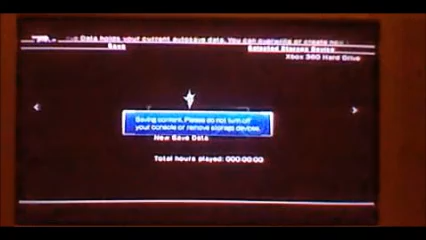 Data holds your current autosave data. You can overwrite or create new
Save
Selected Storage Device
Xbox 360 Hard Drive
Saving content. Please do not turn off
your console or remove storage devices.
New Save Data
Total hours played: 000:00:00